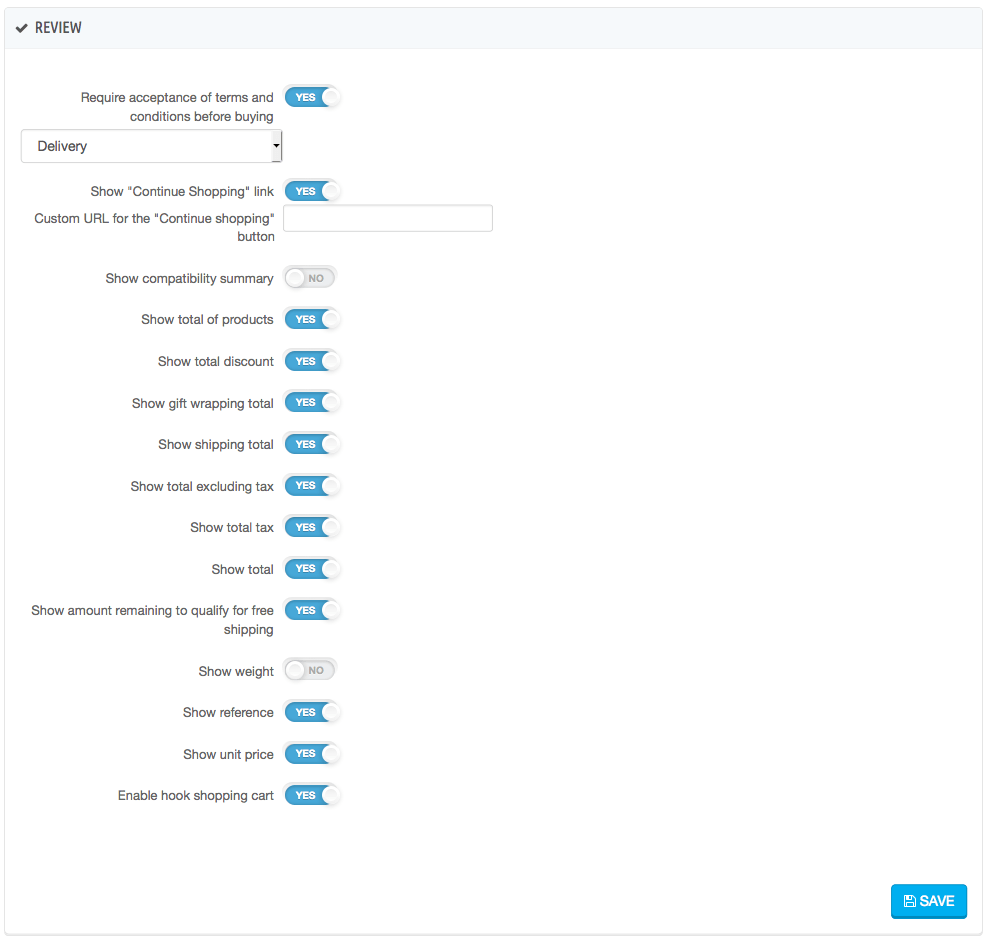 REVIEW
Require acceptance of terms and YES
conditions before buying
Delivery
Show "Continue Shopping" link YES
Custom URL for the "Continue shopping"
button
Show compatibility summary NO
Show total of products YES
Show total discount YES
Show gift wrapping total YES
Show shipping total YES
Show total excluding tax YES
Show total tax YES
Show total YES
Show amount remaining to qualify for free YES
shipping
Show weight NO
Show reference YES
Show unit price YES
Enable hook shopping cart YES
SAVE